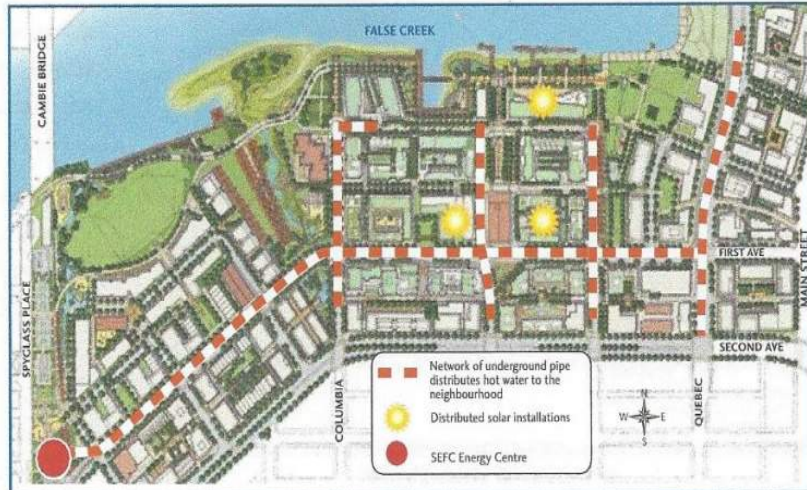 FALSE CREEK
CAMBIE BRIDGE
SPYGLASS PLACE
COLUMBIA
QUEBEC
MAIN STREET
FIRST AVE
SECOND AVE
Network of underground pipe
distributes hot water to the
neighbourhood
Distributed solar installations
SEFC Energy Centre
N
W E
S